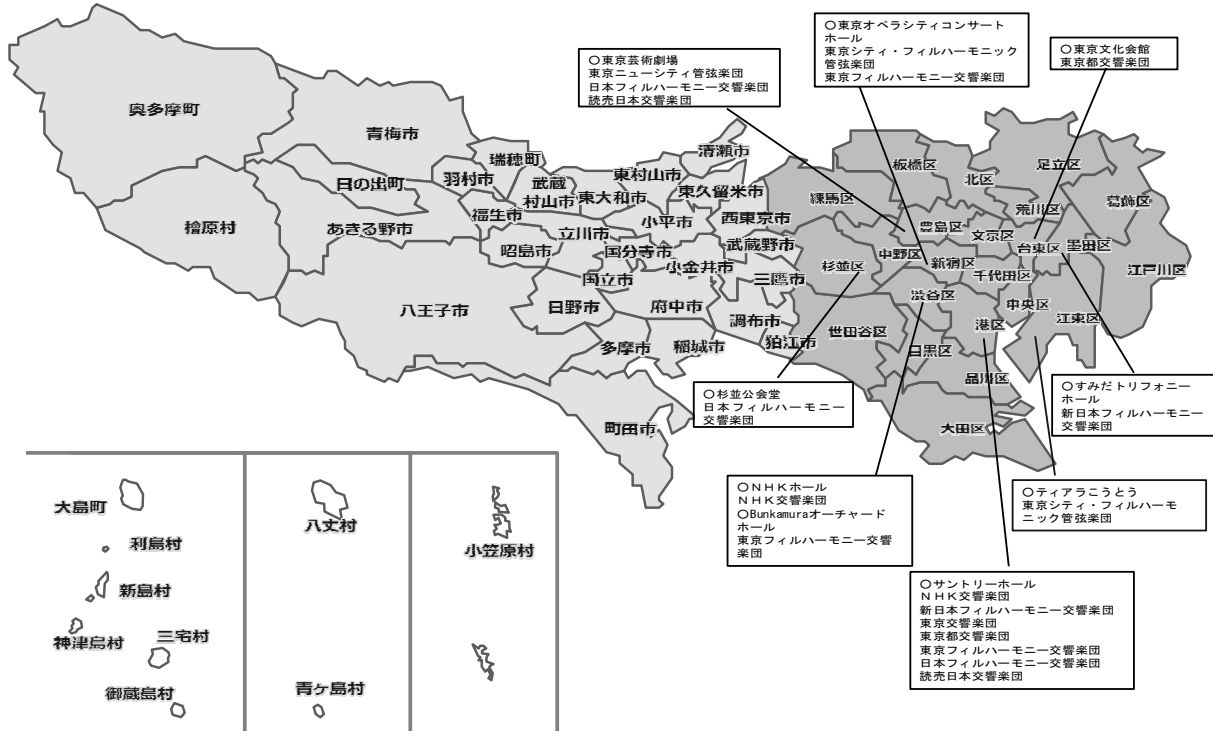 〇東京芸術劇場
東京ニューシティ管弦楽団
日本フィルハーモニー交響楽団
読売日本交響楽団
〇東京オペラシティコンサート
ホール
東京シティ・フィルハーモニック
管弦楽団
東京フィルハーモニー交響楽団
〇東京文化会館
東京都交響楽団
奥多摩町
青梅市
瑞穂町
清瀬市
日の出町
羽村市
武蔵
村山市
東村山市
東大和市
東久留米市
檜原村
あきる野市
福生市
小平市
西東京市
昭島市
立川市
国分寺市
武蔵野市
小金井市
国立市
三鷹市
八王子市
日野市
府中市
調布市
多摩市
稲城市
狛江市
町田市
板橋区
足立区
北区
練馬区
荒川区
葛飾区
豊島区
文京区
台東区
墨田区
杉並区
中野区
新宿区
千代田区
江戸川区
渋谷区
中央区
世田谷区
港区
江東区
目黒区
品川区
大田区
〇杉並公会堂
日本フィルハーモニー
交響楽団
〇すみだトリフォニー
ホール
新日本フィルハーモニー
交響楽団
〇NHKホール
NHK交響楽団
〇Bunkamuraオーチャード
ホール
東京フィルハーモニー交響
楽団
〇ティアラこうとう
東京シティ・フィルハーモ
ニック管弦楽団
〇サントリーホール
NHK交響楽団
新日本フィルハーモニー交響楽団
東京交響楽団
東京都交響楽団
東京フィルハーモニー交響楽団
日本フィルハーモニー交響楽団
読売日本交響楽団
大島町
利島村
新島村
神津島村
三宅村
御蔵島村
八丈村
青ヶ島村
小笠原村